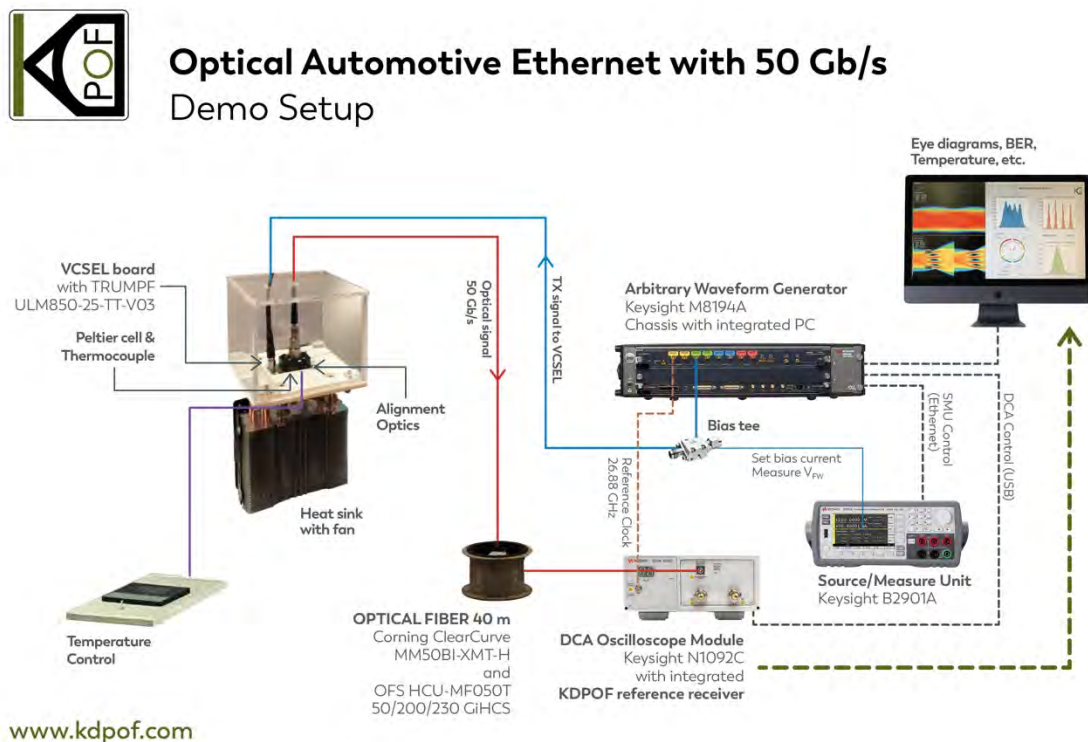 KD
POF
Optical Automotive Ethernet with 50 Gb/s
Demo Setup
Eye diagrams, BER,
Temperature, etc.
VCSEL board
with TRUMPF
ULM850-25-TT-V03
Peltier cell &
Thermocouple
Alignment
Optics
Heat sink
with fan
Temperature
Control
Optical signal
50 Gb/s
TX signal to VCSEL
Arbitrary Waveform Generator
Keysight M8194A
Chassis with integrated PC
Bias tee
Set bias current
Measure VFW
Reference Clock
26.88 GHz
SMU Control
(Ethernet)
DCA Control (USB)
Source/Measure Unit
Keysight B2901A
OPTICAL FIBER 40 m
Corning ClearCurve
MM50BI-XMT-H
and
OFS HCU-MF050T
50/200/230 GiHCS
DCA Oscilloscope Module
Keysight N1092C
with integrated
KDPOF reference receiver
www.kdpof.com